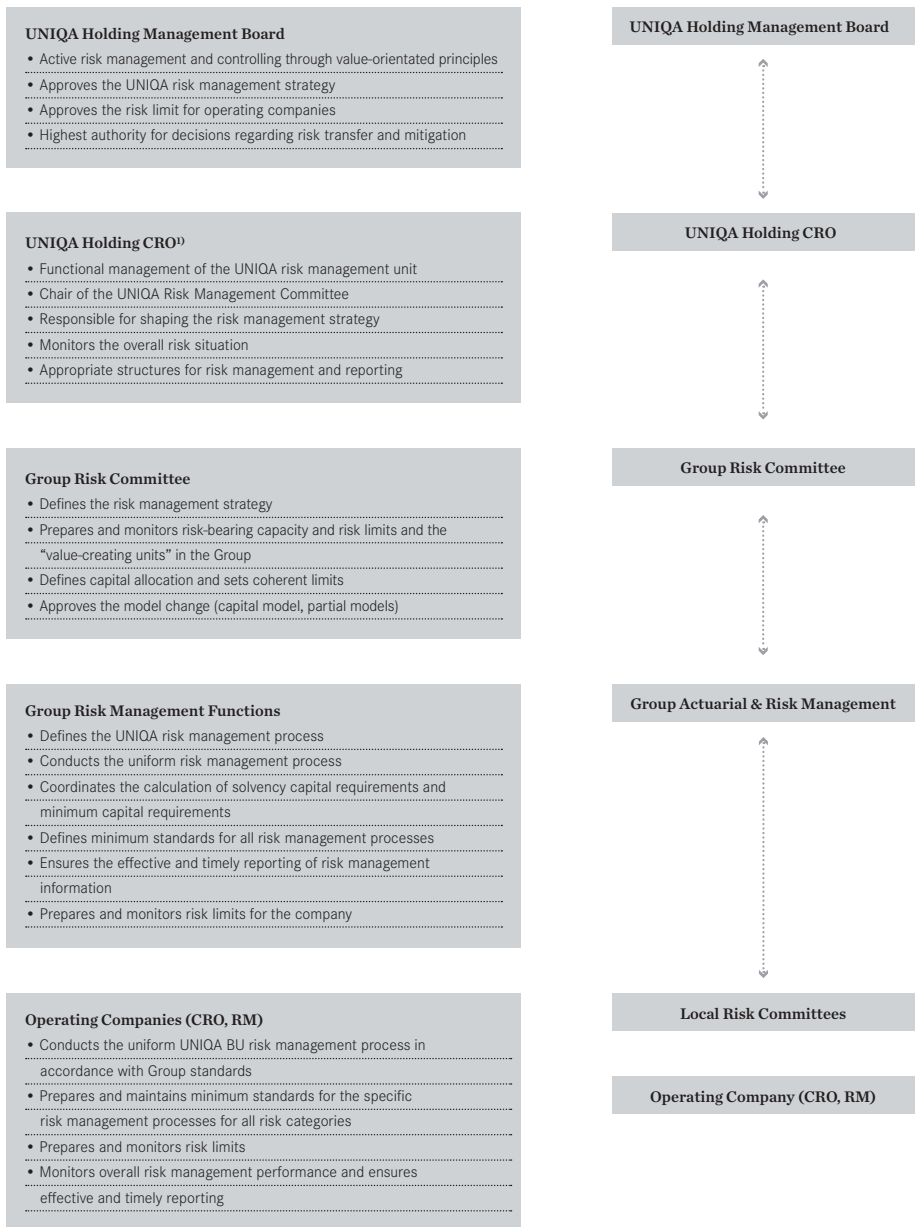 UNIQA Holding Management Board
• Active risk management and controlling through value-orientated principles
• Approves the UNIQA risk management strategy
• Approves the risk limit for operating companies
• Highest authority for decisions regarding risk transfer and mitigation
UNIQA Holding CRO¹⁾
• Functional management of the UNIQA risk management unit
• Chair of the UNIQA Risk Management Committee
• Responsible for shaping the risk management strategy
• Monitors the overall risk situation
• Appropriate structures for risk management and reporting
Group Risk Committee
• Defines the risk management strategy
• Prepares and monitors risk-bearing capacity and risk limits and the
“value-creating units” in the Group
• Defines capital allocation and sets coherent limits
• Approves the model change (capital model, partial models)
Group Risk Management Functions
• Defines the UNIQA risk management process
• Conducts the uniform risk management process
• Coordinates the calculation of solvency capital requirements and
minimum capital requirements
• Defines minimum standards for all risk management processes
• Ensures the effective and timely reporting of risk management
information
• Prepares and monitors risk limits for the company
Operating Companies (CRO, RM)
• Conducts the uniform UNIQA BU risk management process in
accordance with Group standards
• Prepares and maintains minimum standards for the specific
risk management processes for all risk categories
• Prepares and monitors risk limits
• Monitors overall risk management performance and ensures
effective and timely reporting
UNIQA Holding Management Board
UNIQA Holding CRO
Group Risk Committee
Group Actuarial & Risk Management
Local Risk Committees
Operating Company (CRO, RM)